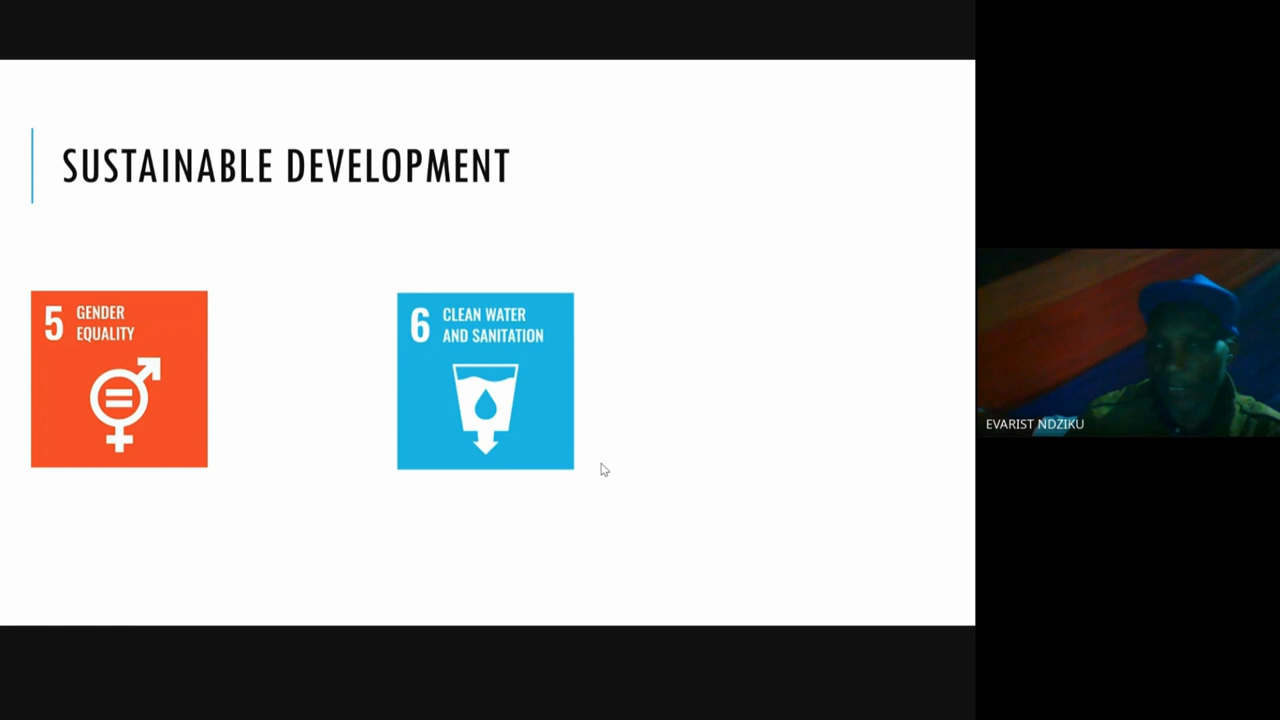 SUSTAINABLE DEVELOPMENT
5 GENDER
EQUALITY
6 CLEAN WATER
AND SANITATION
EVARIST NDZIKU